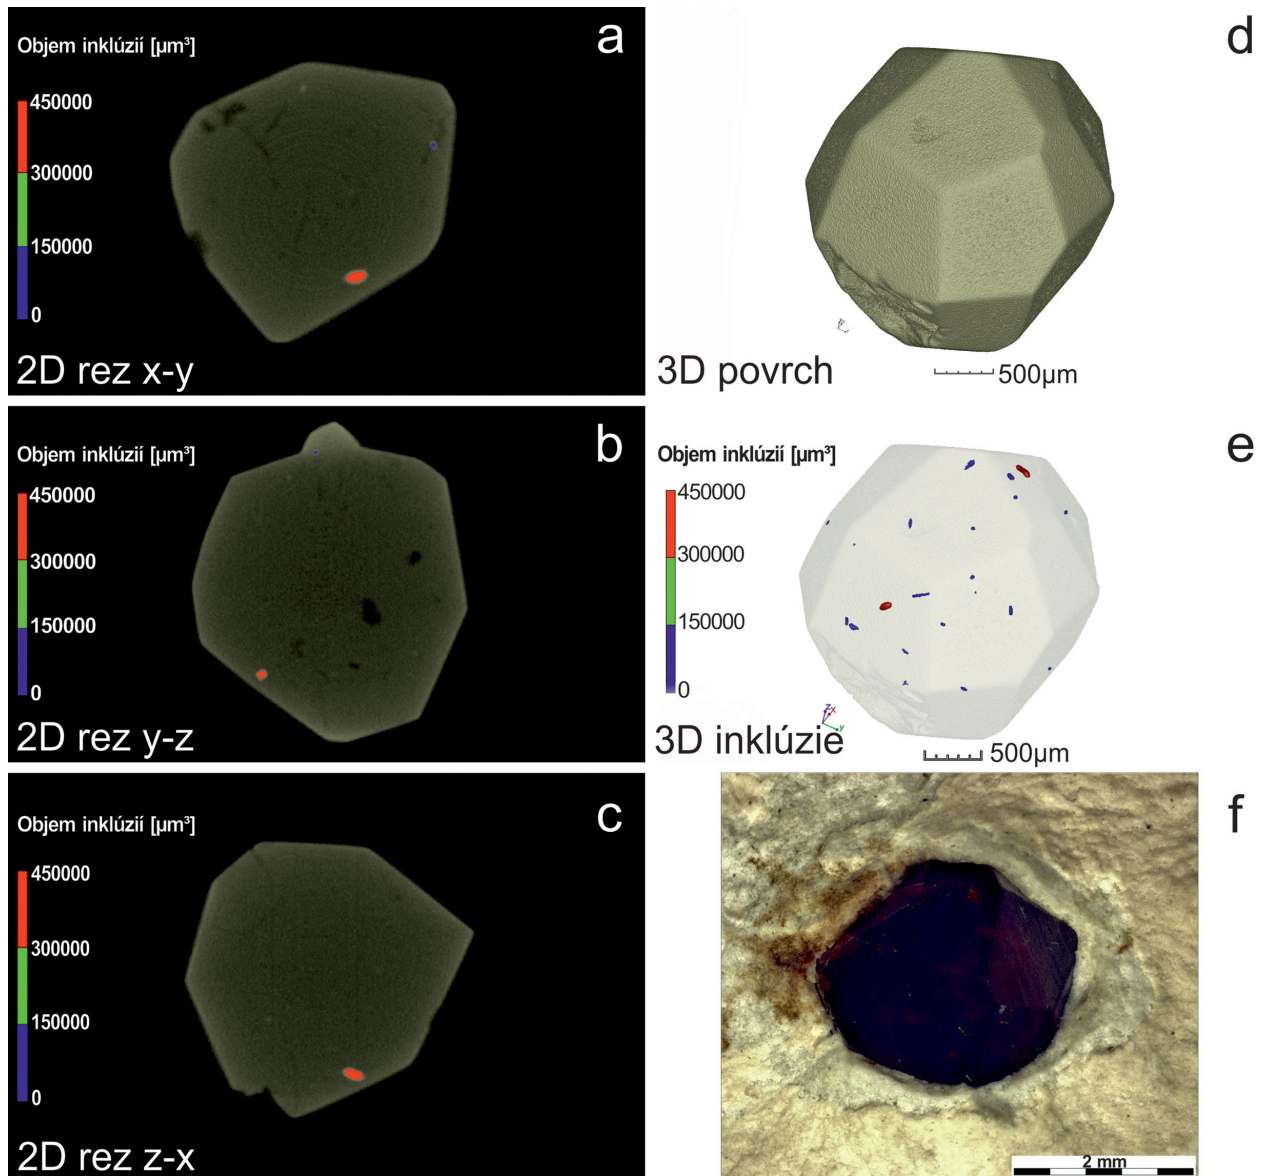 Objem inklúzií [µm³]
a
450000
300000
150000
0
2D rez x-y
Objem inklúzií [µm³]
b
450000
300000
150000
0
2D rez y-z
Objem inklúzií [µm³]
c
450000
300000
150000
0
2D rez z-x
d
3D povrch
500µm
Objem inklúzií [µm³]
e
450000
300000
150000
0
z x y
3D inklúzie
500µm
f
2 mm